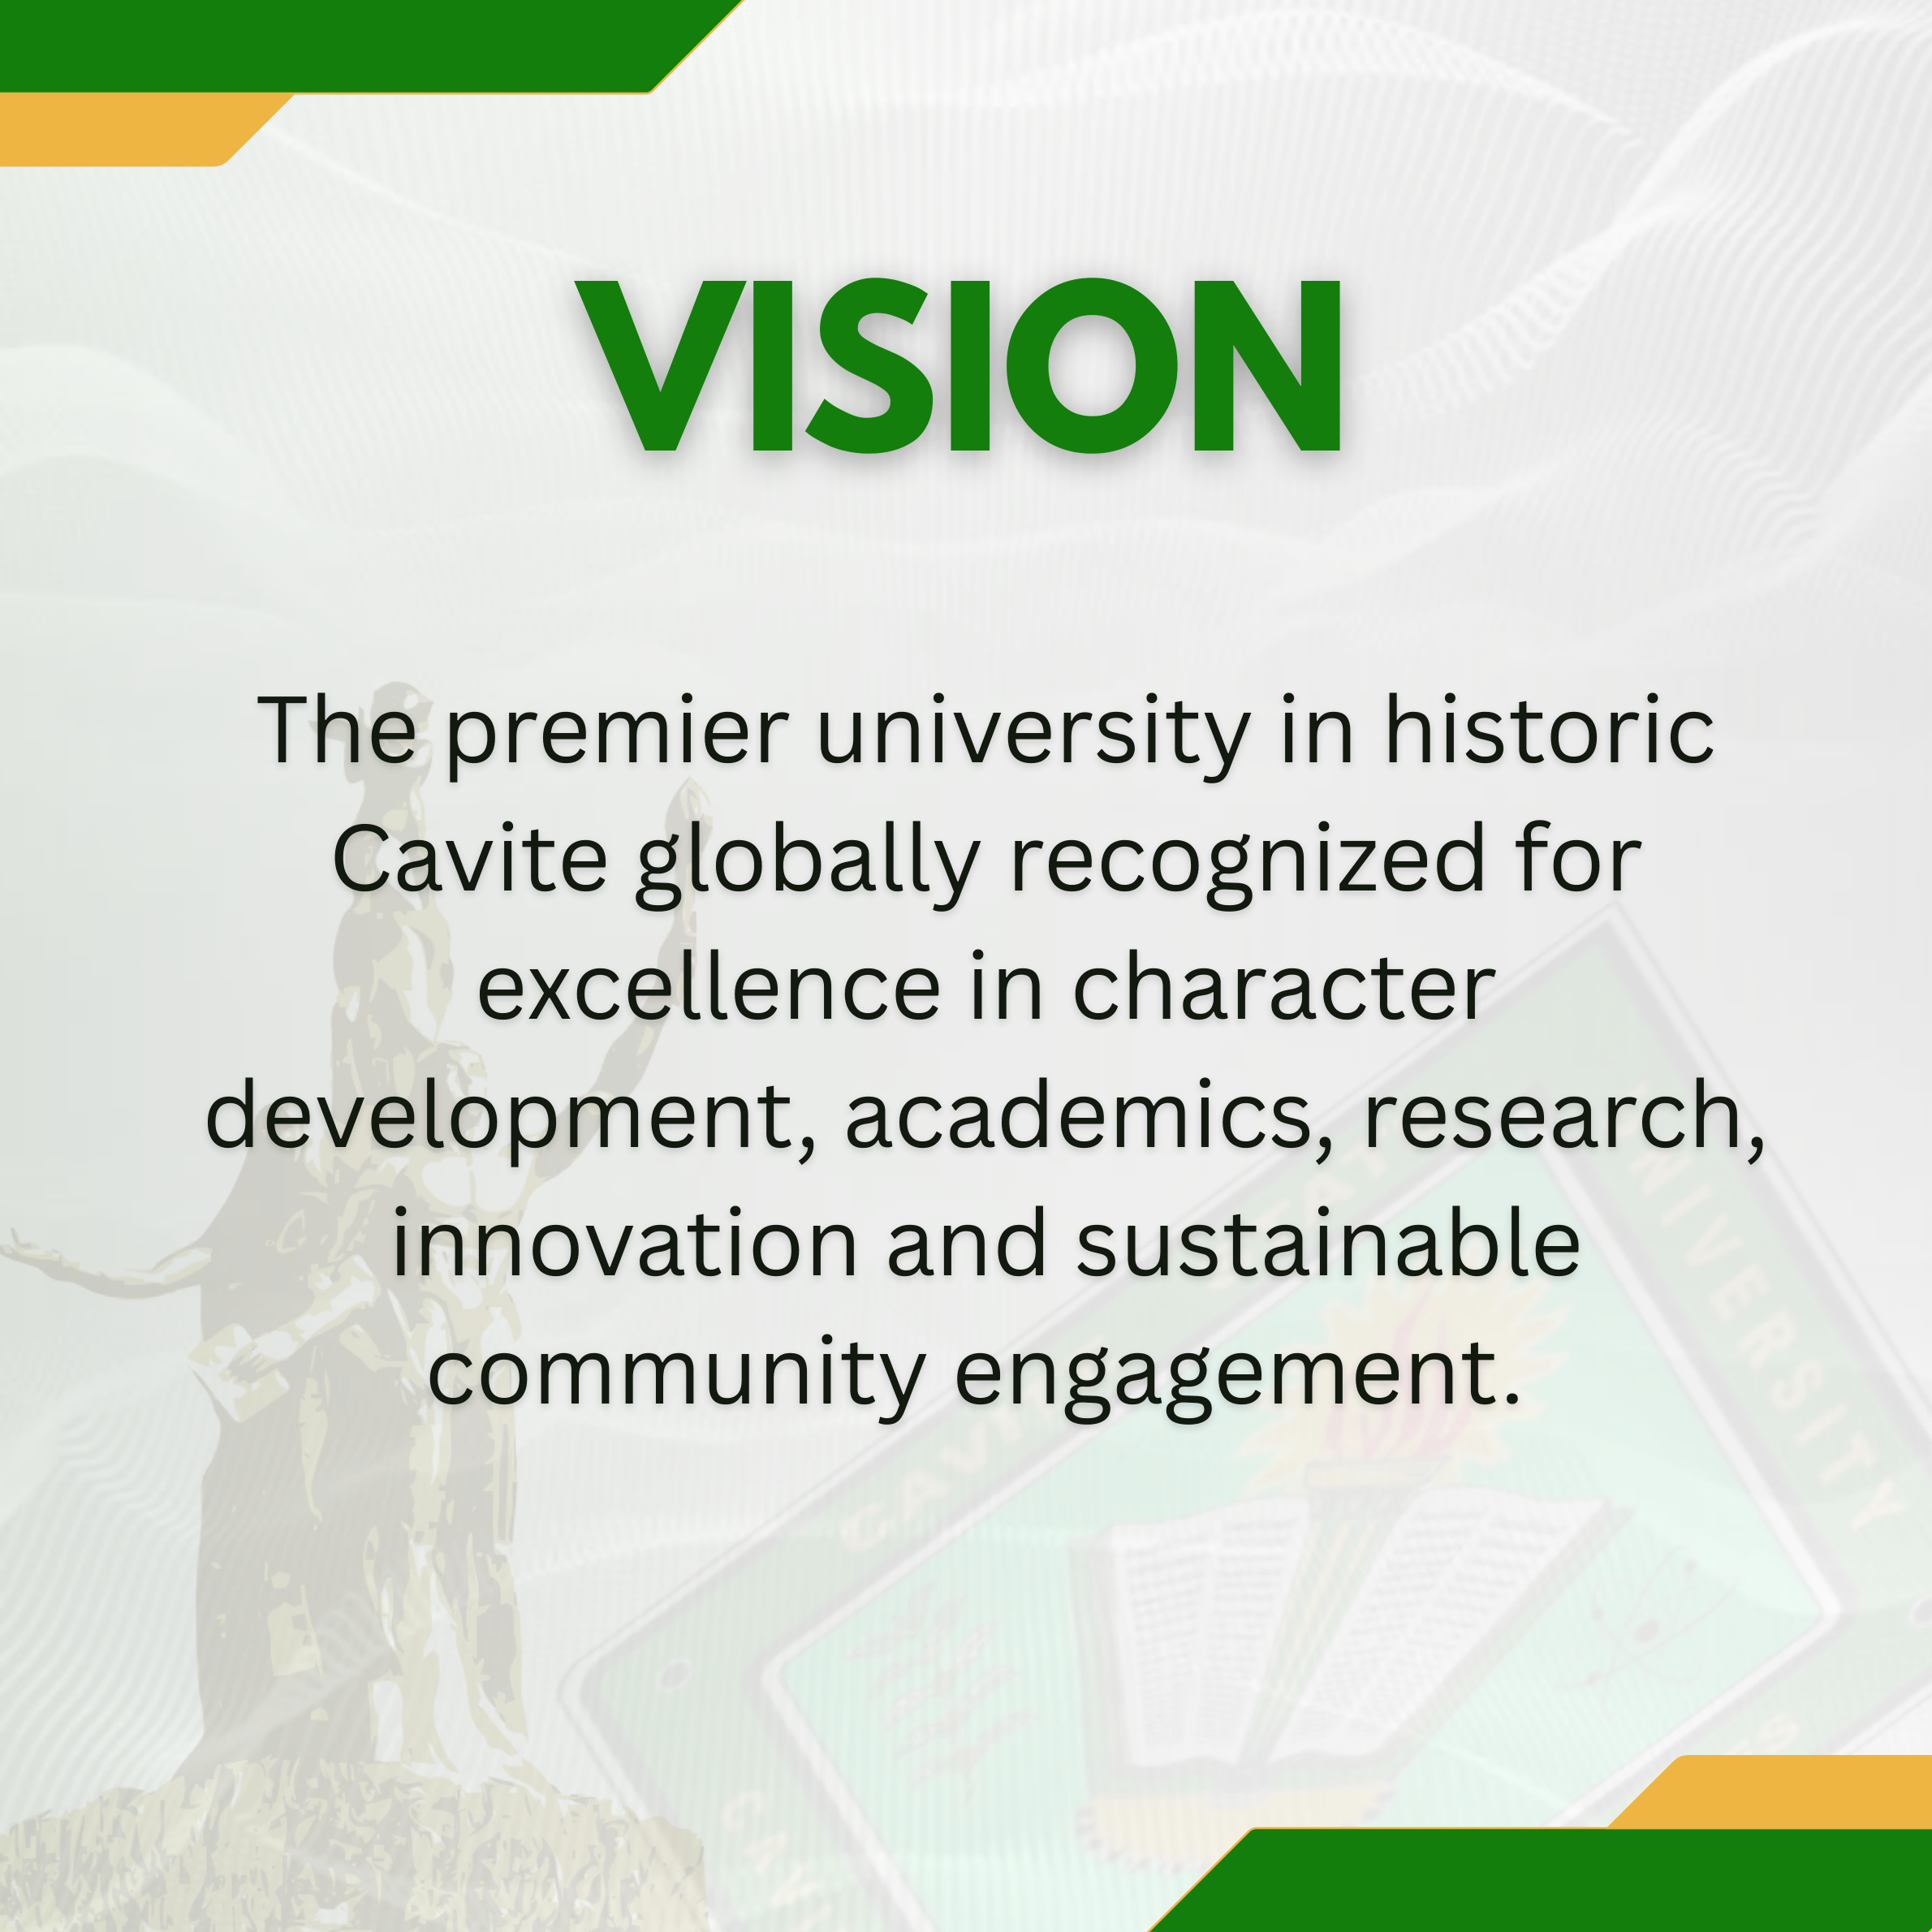 VISION
The premier university in historic
Cavite globally recognized for
excellence in character
development, academics, research,
innovation and sustainable
community engagement.
UNIVERSITY